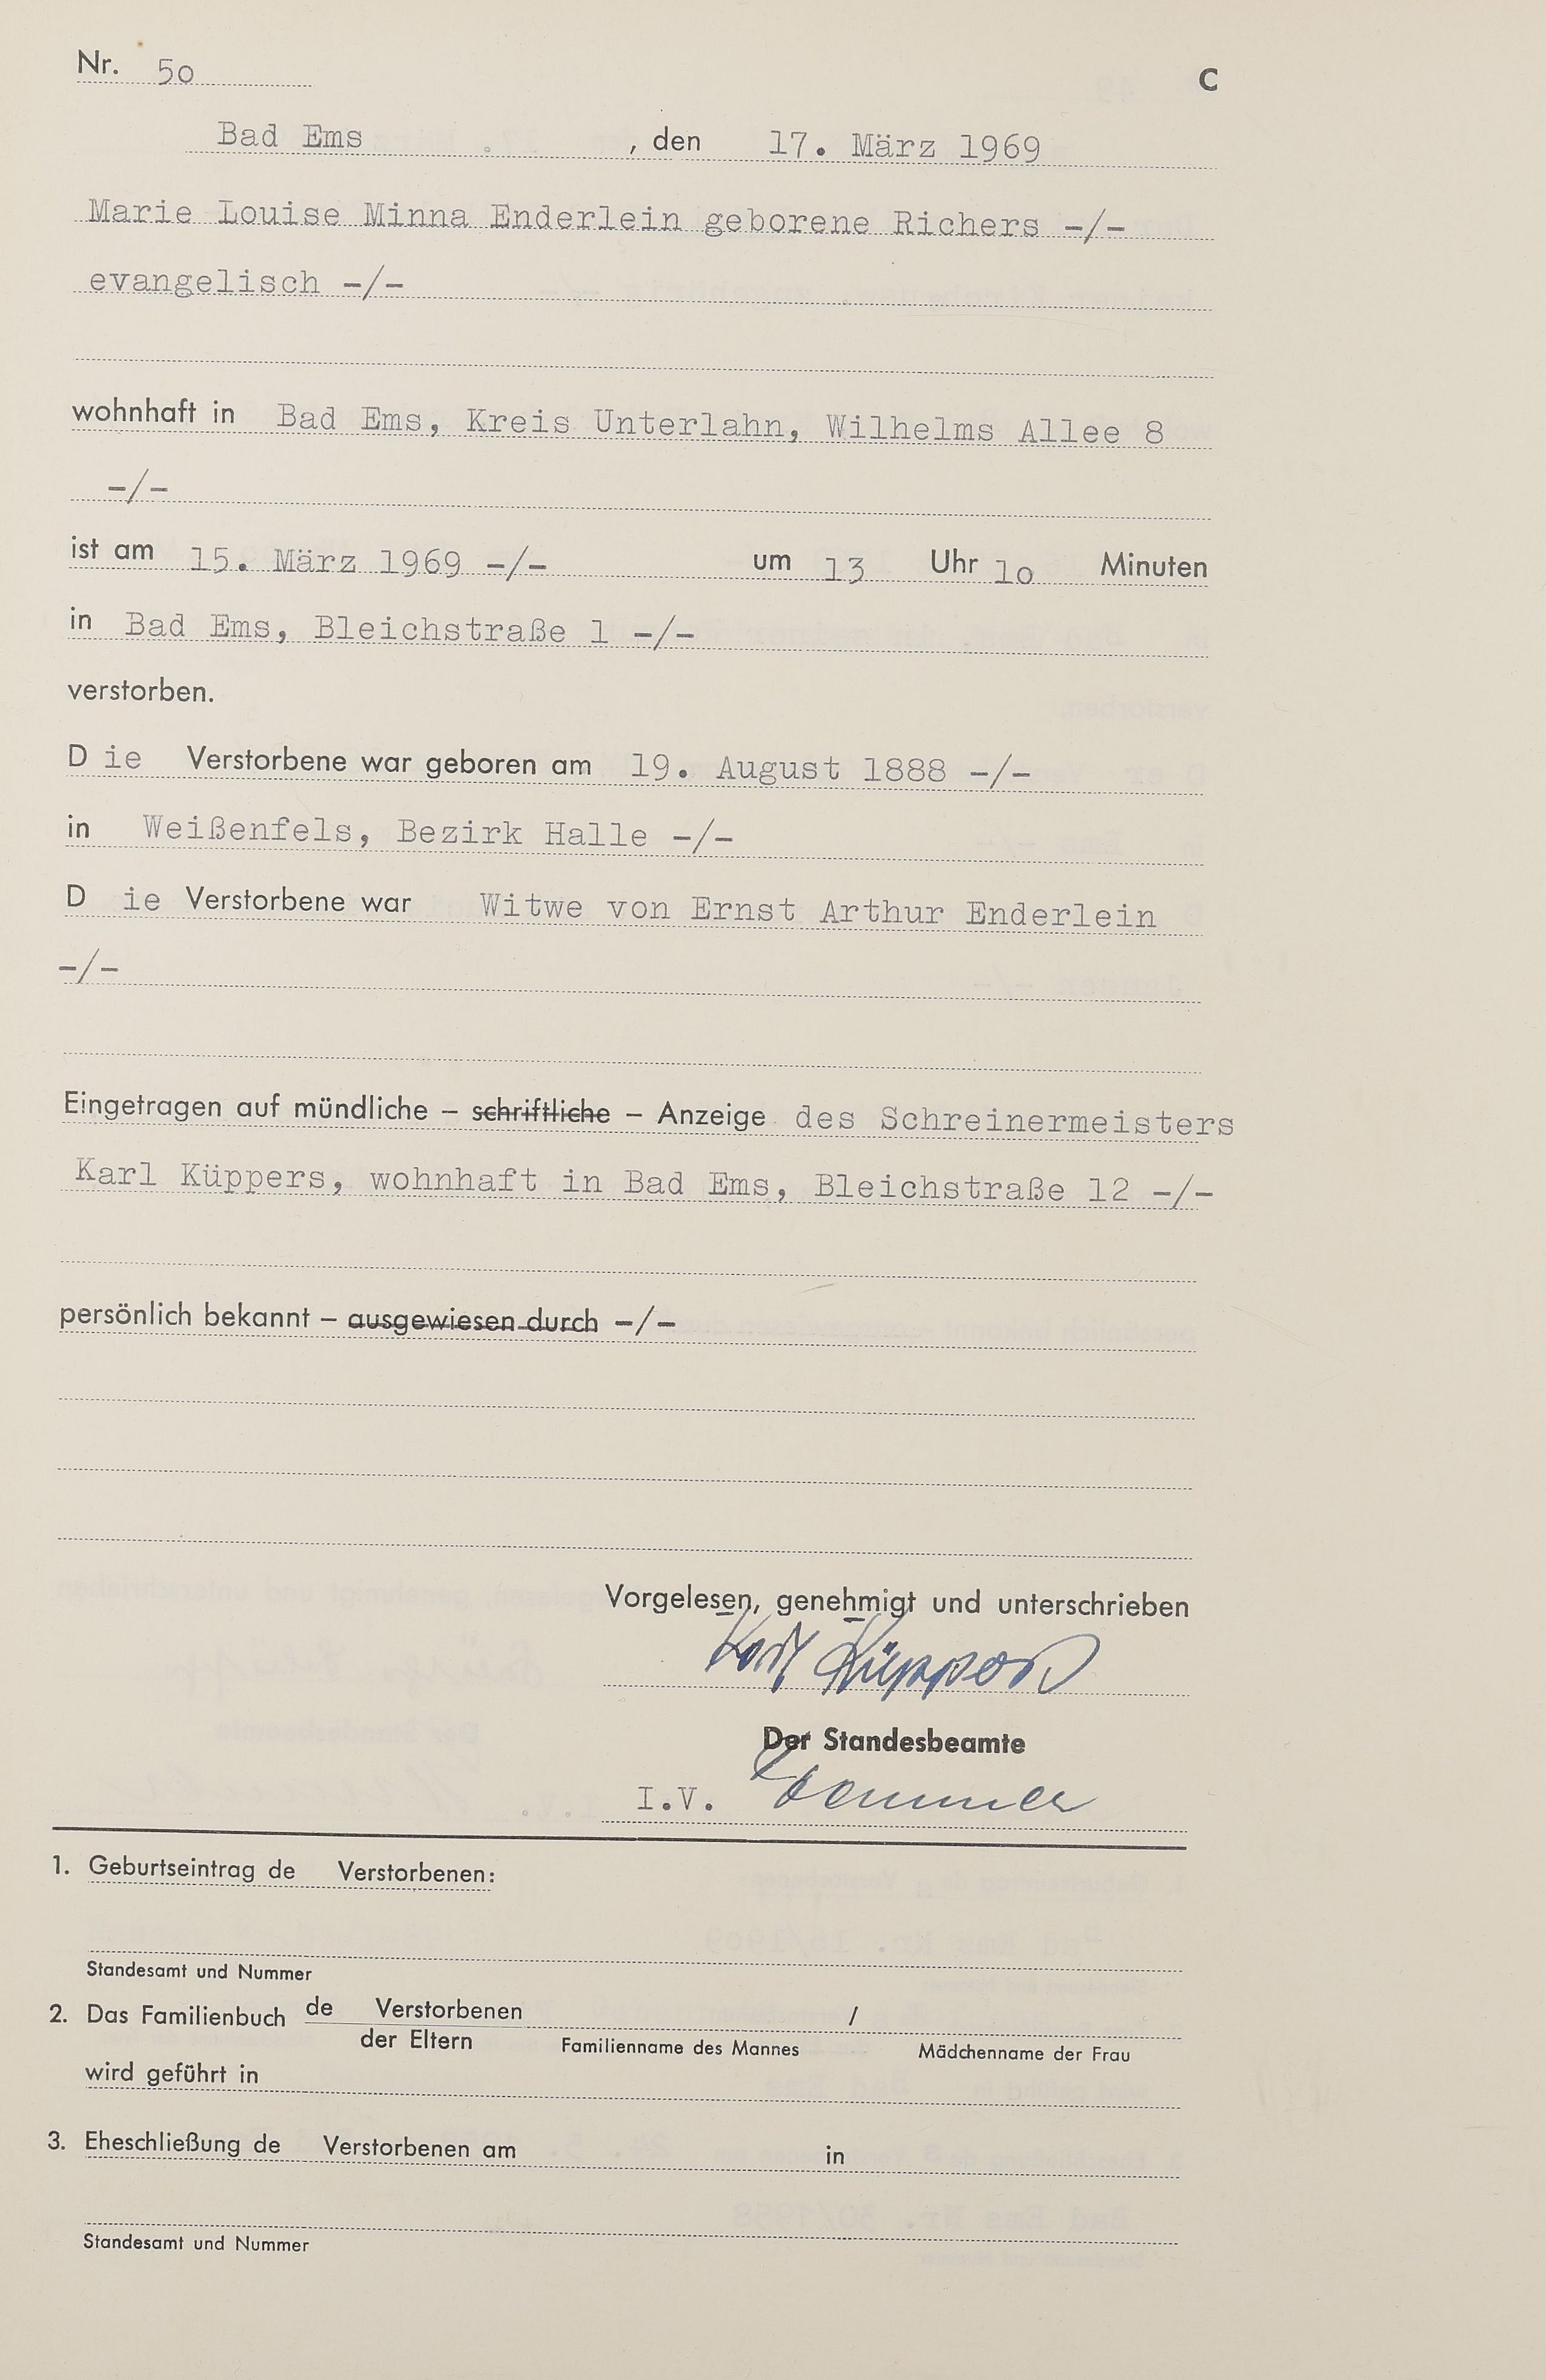 Nr. 50
C
Bad Ems , den 17. März 1969
Marie Louise Minna Enderlein geborene Richers -/-
evangelisch -/-
wohnhaft in Bad Ems, Kreis Unterlahn, Wilhelms Allee 8
-/-
ist am 15. März 1969 -/- um 13 Uhr 10 Minuten
in Bad Ems, Bleichstraße 1 -/-
verstorben.
D ie Verstorbene war geboren am 19. August 1888 -/-
in Weißenfels, Bezirk Halle -/-
D ie Verstorbene war Witwe von Ernst Arthur Enderlein
-/-
Eingetragen auf mündliche – schriftliche – Anzeige des Schreinermeisters
Karl Küppers, wohnhaft in Bad Ems, Bleichstraße 12 -/-
persönlich bekannt – ausgewiesen durch -/-
Vorgelesen, genehmigt und unterschrieben
Karl Küppers
Der Standesbeamte
I.V.
1. Geburtseintrag de Verstorbenen:
Standesamt und Nummer
2. Das Familienbuch de Verstorbenen /
der Eltern Familienname des Mannes Mädchenname der Frau
wird geführt in
3. Eheschließung de Verstorbenen am in
Standesamt und Nummer